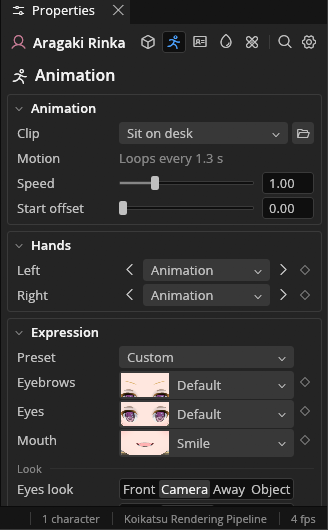 Properties
Aragaki Rinka
Animation
Animation
Clip Sit on desk
Motion Loops every 1.3 s
Speed 1.00
Start offset 0.00
Hands
Left Animation
Right Animation
Expression
Preset Custom
Eyebrows Default
Eyes Default
Mouth Smile
Look
Eyes look Front Camera Away Object
1 character Koikatsu Rendering Pipeline 4 fps